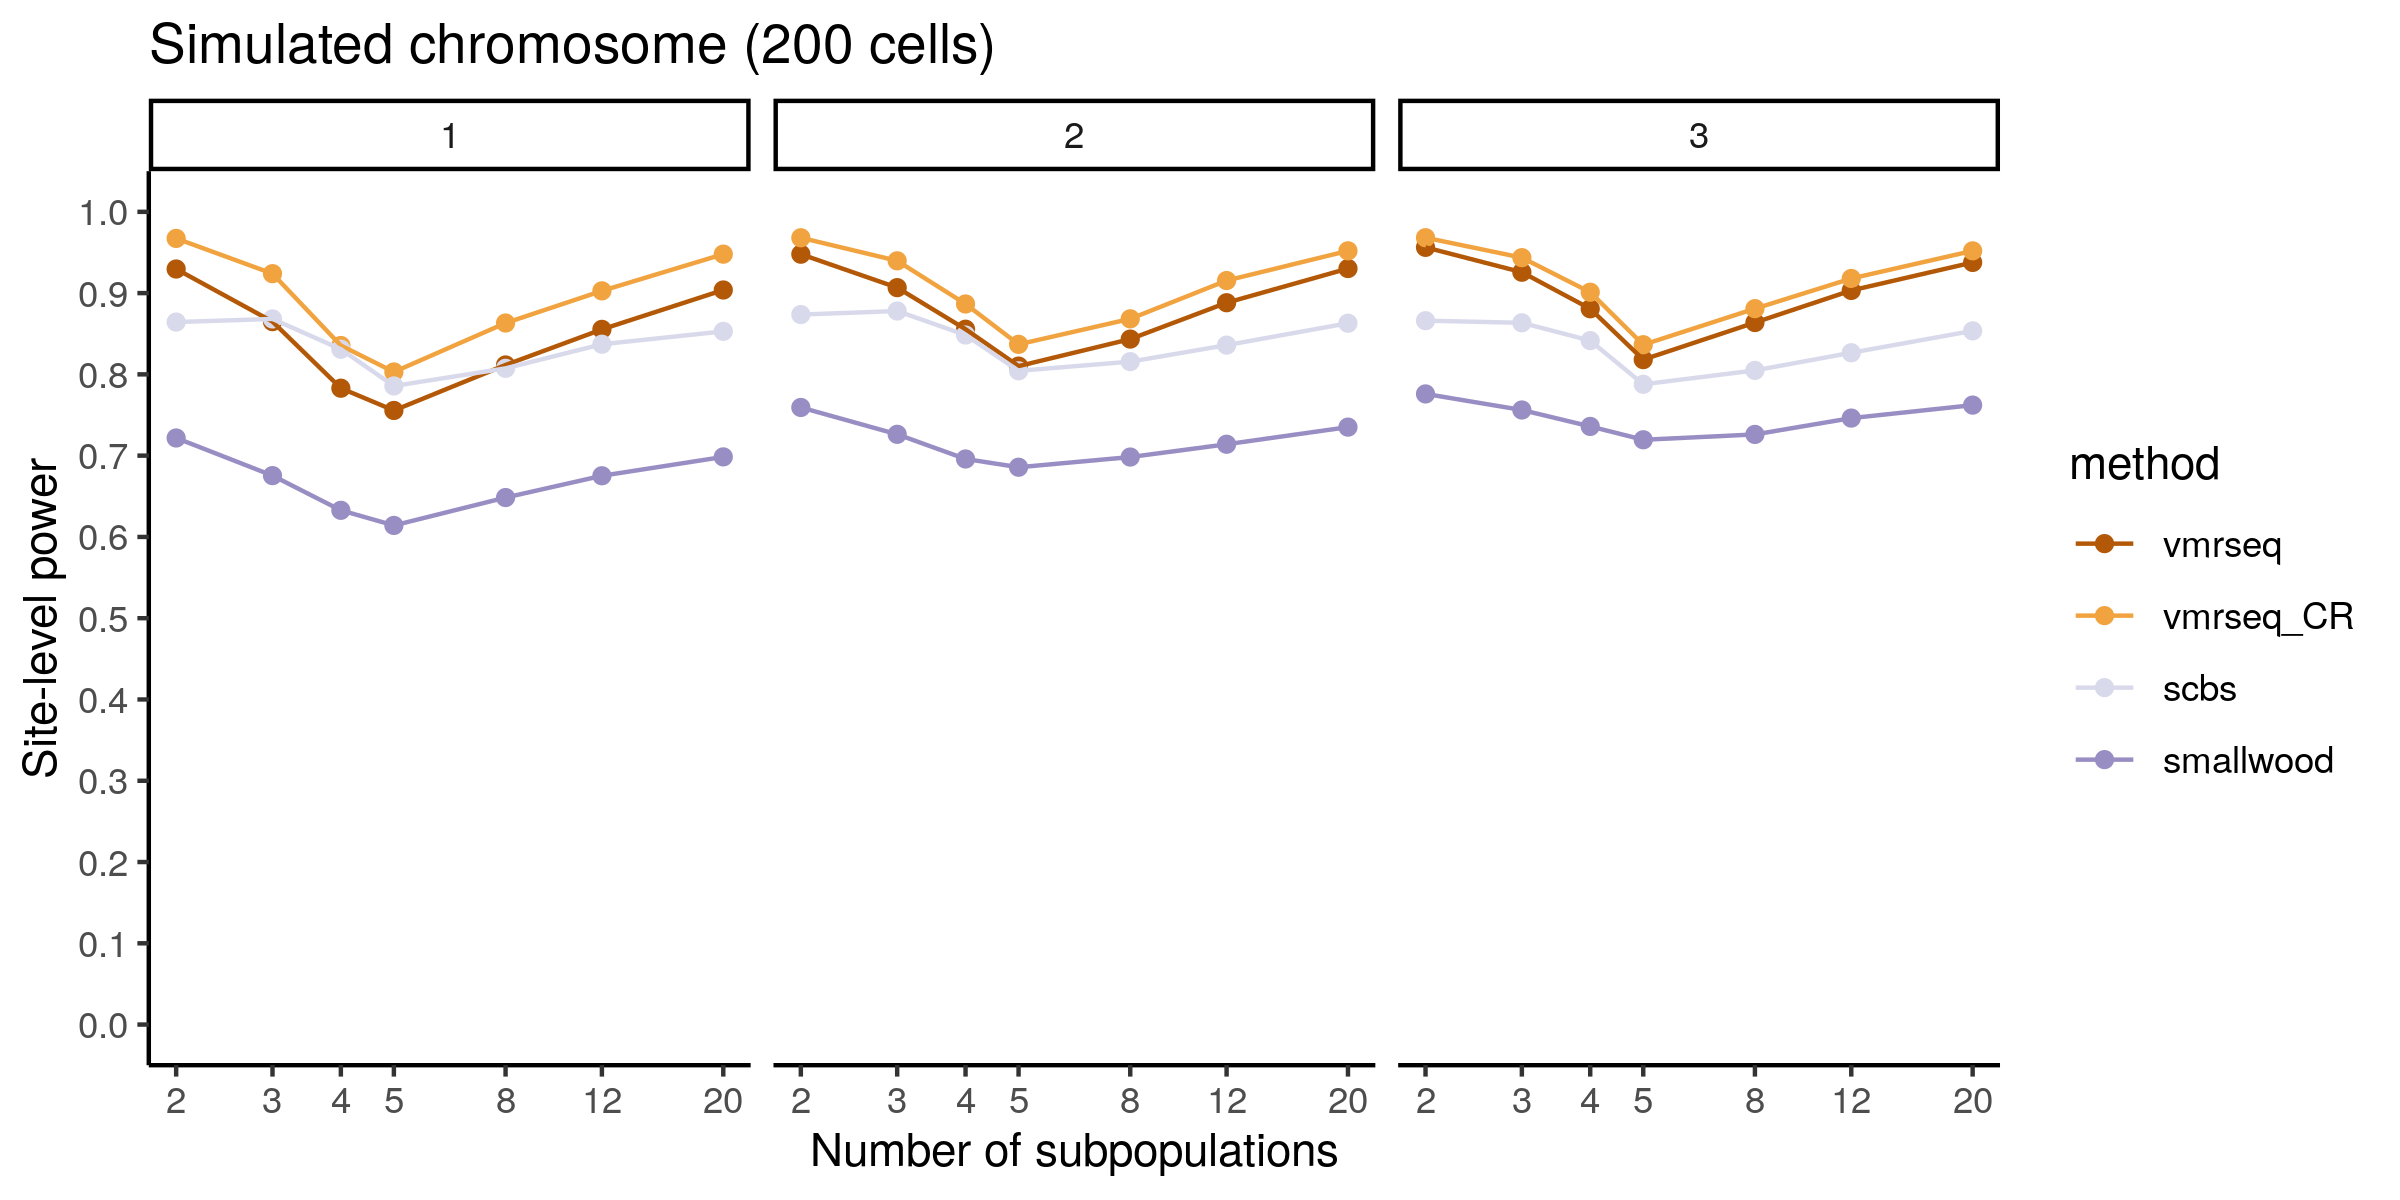 Simulated chromosome (200 cells)
1 2 3
1.0
0.9
0.8
0.7
0.6
0.5
0.4
0.3
0.2
0.1
0.0
Site-level power
2 3 4 5 8 12 20 2 3 4 5 8 12 20 2 3 4 5 8 12 20
Number of subpopulations
method
vmrseq
vmrseq_CR
scbs
smallwood